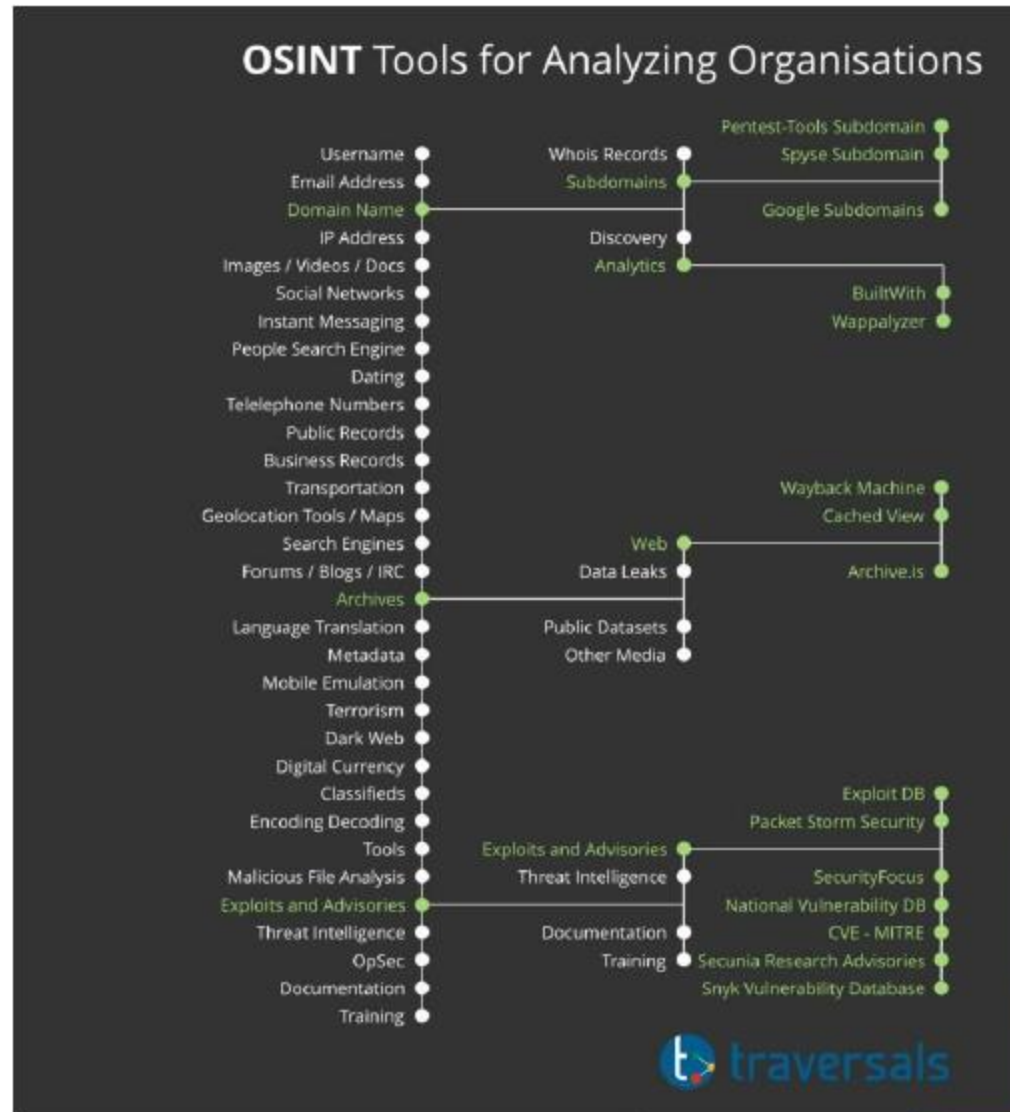 OSINT Tools for Analyzing Organisations
Username
Email Address
Domain Name
IP Address
Images / Videos / Docs
Social Networks
Instant Messaging
People Search Engine
Dating
Telelephone Numbers
Public Records
Business Records
Transportation
Geolocation Tools / Maps
Search Engines
Forums / Blogs / IRC
Archives
Language Translation
Metadata
Mobile Emulation
Terrorism
Dark Web
Digital Currency
Classifieds
Encoding Decoding
Tools
Malicious File Analysis
Exploits and Advisories
Threat Intelligence
OpSec
Documentation
Training
Whois Records
Subdomains
Discovery
Analytics
Pentest-Tools Subdomain
Spyse Subdomain
Google Subdomains
BuiltWith
Wappalyzer
Web
Data Leaks
Public Datasets
Other Media
Wayback Machine
Cached View
Archive.is
Exploits and Advisories
Threat Intelligence
Documentation
Training
Exploit DB
Packet Storm Security
SecurityFocus
National Vulnerability DB
CVE - MITRE
Secunia Research Advisories
Snyk Vulnerability Database
t traversals